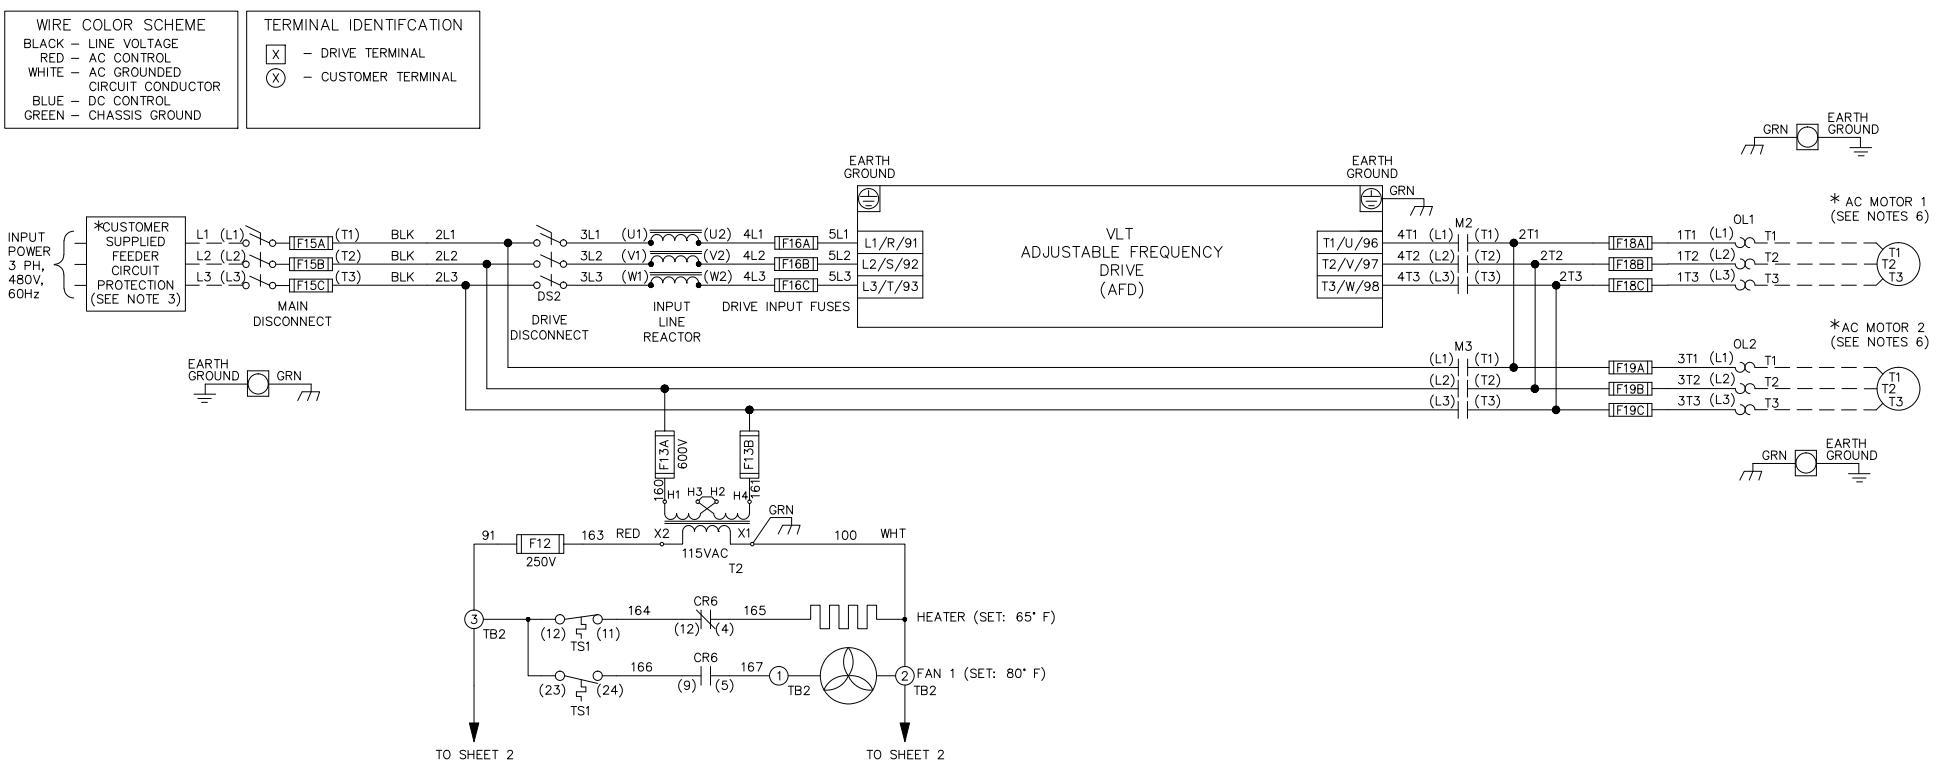 WIRE COLOR SCHEME
BLACK – LINE VOLTAGE
RED – AC CONTROL
WHITE – AC GROUNDED
CIRCUIT CONDUCTOR
BLUE – DC CONTROL
GREEN – CHASSIS GROUND
TERMINAL IDENTIFCATION
X – DRIVE TERMINAL
X – CUSTOMER TERMINAL
GRN
EARTH
GROUND
INPUT
POWER
3 PH,
480V,
60Hz
*CUSTOMER
SUPPLIED
FEEDER
CIRCUIT
PROTECTION
(SEE NOTE 3)
L1 (L1) F15A (T1) BLK 2L1
L2 (L2) F15B (T2) BLK 2L2
L3 (L3) F15C (T3) BLK 2L3
MAIN
DISCONNECT
3L1 (U1) (U2) 4L1 F16A 5L1
3L2 (V1) (V2) 4L2 F16B 5L2
3L3 (W1) (W2) 4L3 F16C 5L3
DS2
DRIVE
DISCONNECT
INPUT
LINE
REACTOR
DRIVE INPUT FUSES
EARTH
GROUND
L1/R/91
L2/S/92
L3/T/93
VLT
ADJUSTABLE FREQUENCY
DRIVE
(AFD)
EARTH
GROUND
GRN
T1/U/96
T2/V/97
T3/W/98
M2
4T1 (L1) (T1) 2T1 F18A 1T1 (L1) T1
4T2 (L2) (T2) 2T2 F18B 1T2 (L2) T2
4T3 (L3) (T3) 2T3 F18C 1T3 (L3) T3
OL1
* AC MOTOR 1
(SEE NOTES 6)
T1
T2
T3
M3
(L1) (T1) F19A 3T1 (L1) T1
(L2) (T2) F19B 3T2 (L2) T2
(L3) (T3) F19C 3T3 (L3) T3
OL2
*AC MOTOR 2
(SEE NOTES 6)
T1
T2
T3
EARTH
GROUND
GRN
GRN
EARTH
GROUND
F13A
600V
F13B
160
H1 H3 H2 H4
161
GRN
91 F12 163 RED X2 X1 100 WHT
250V
115VAC
T2
3
TB2
164 CR6 165
(12) (11) (12) (4)
TS1
HEATER (SET: 65° F)
166 CR6 167 1
(23) (24) (9) (5) TB2
TS1
2 FAN 1 (SET: 80° F)
TB2
TO SHEET 2
TO SHEET 2